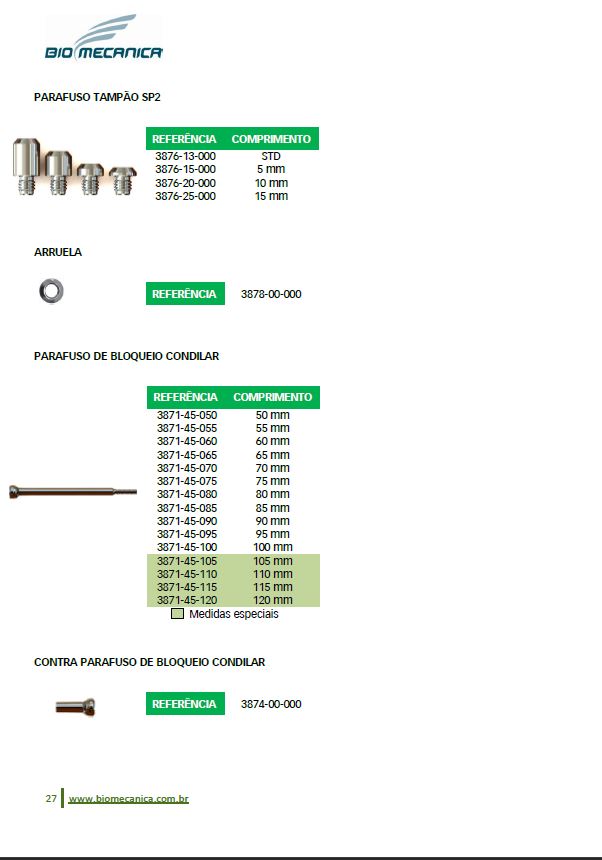 BIOMECANICA
PARAFUSO TAMPÃO SP2
REFERÊNCIA COMPRIMENTO
3876-13-000 STD
3876-15-000 5 mm
3876-20-000 10 mm
3876-25-000 15 mm
ARRUELA
REFERÊNCIA 3878-00-000
PARAFUSO DE BLOQUEIO CONDILAR
REFERÊNCIA COMPRIMENTO
3871-45-050 50 mm
3871-45-055 55 mm
3871-45-060 60 mm
3871-45-065 65 mm
3871-45-070 70 mm
3871-45-075 75 mm
3871-45-080 80 mm
3871-45-085 85 mm
3871-45-090 90 mm
3871-45-095 95 mm
3871-45-100 100 mm
3871-45-105 105 mm
3871-45-110 110 mm
3871-45-115 115 mm
3871-45-120 120 mm
Medidas especiais
CONTRA PARAFUSO DE BLOQUEIO CONDILAR
REFERÊNCIA 3874-00-000
27 www.biomecanica.com.br